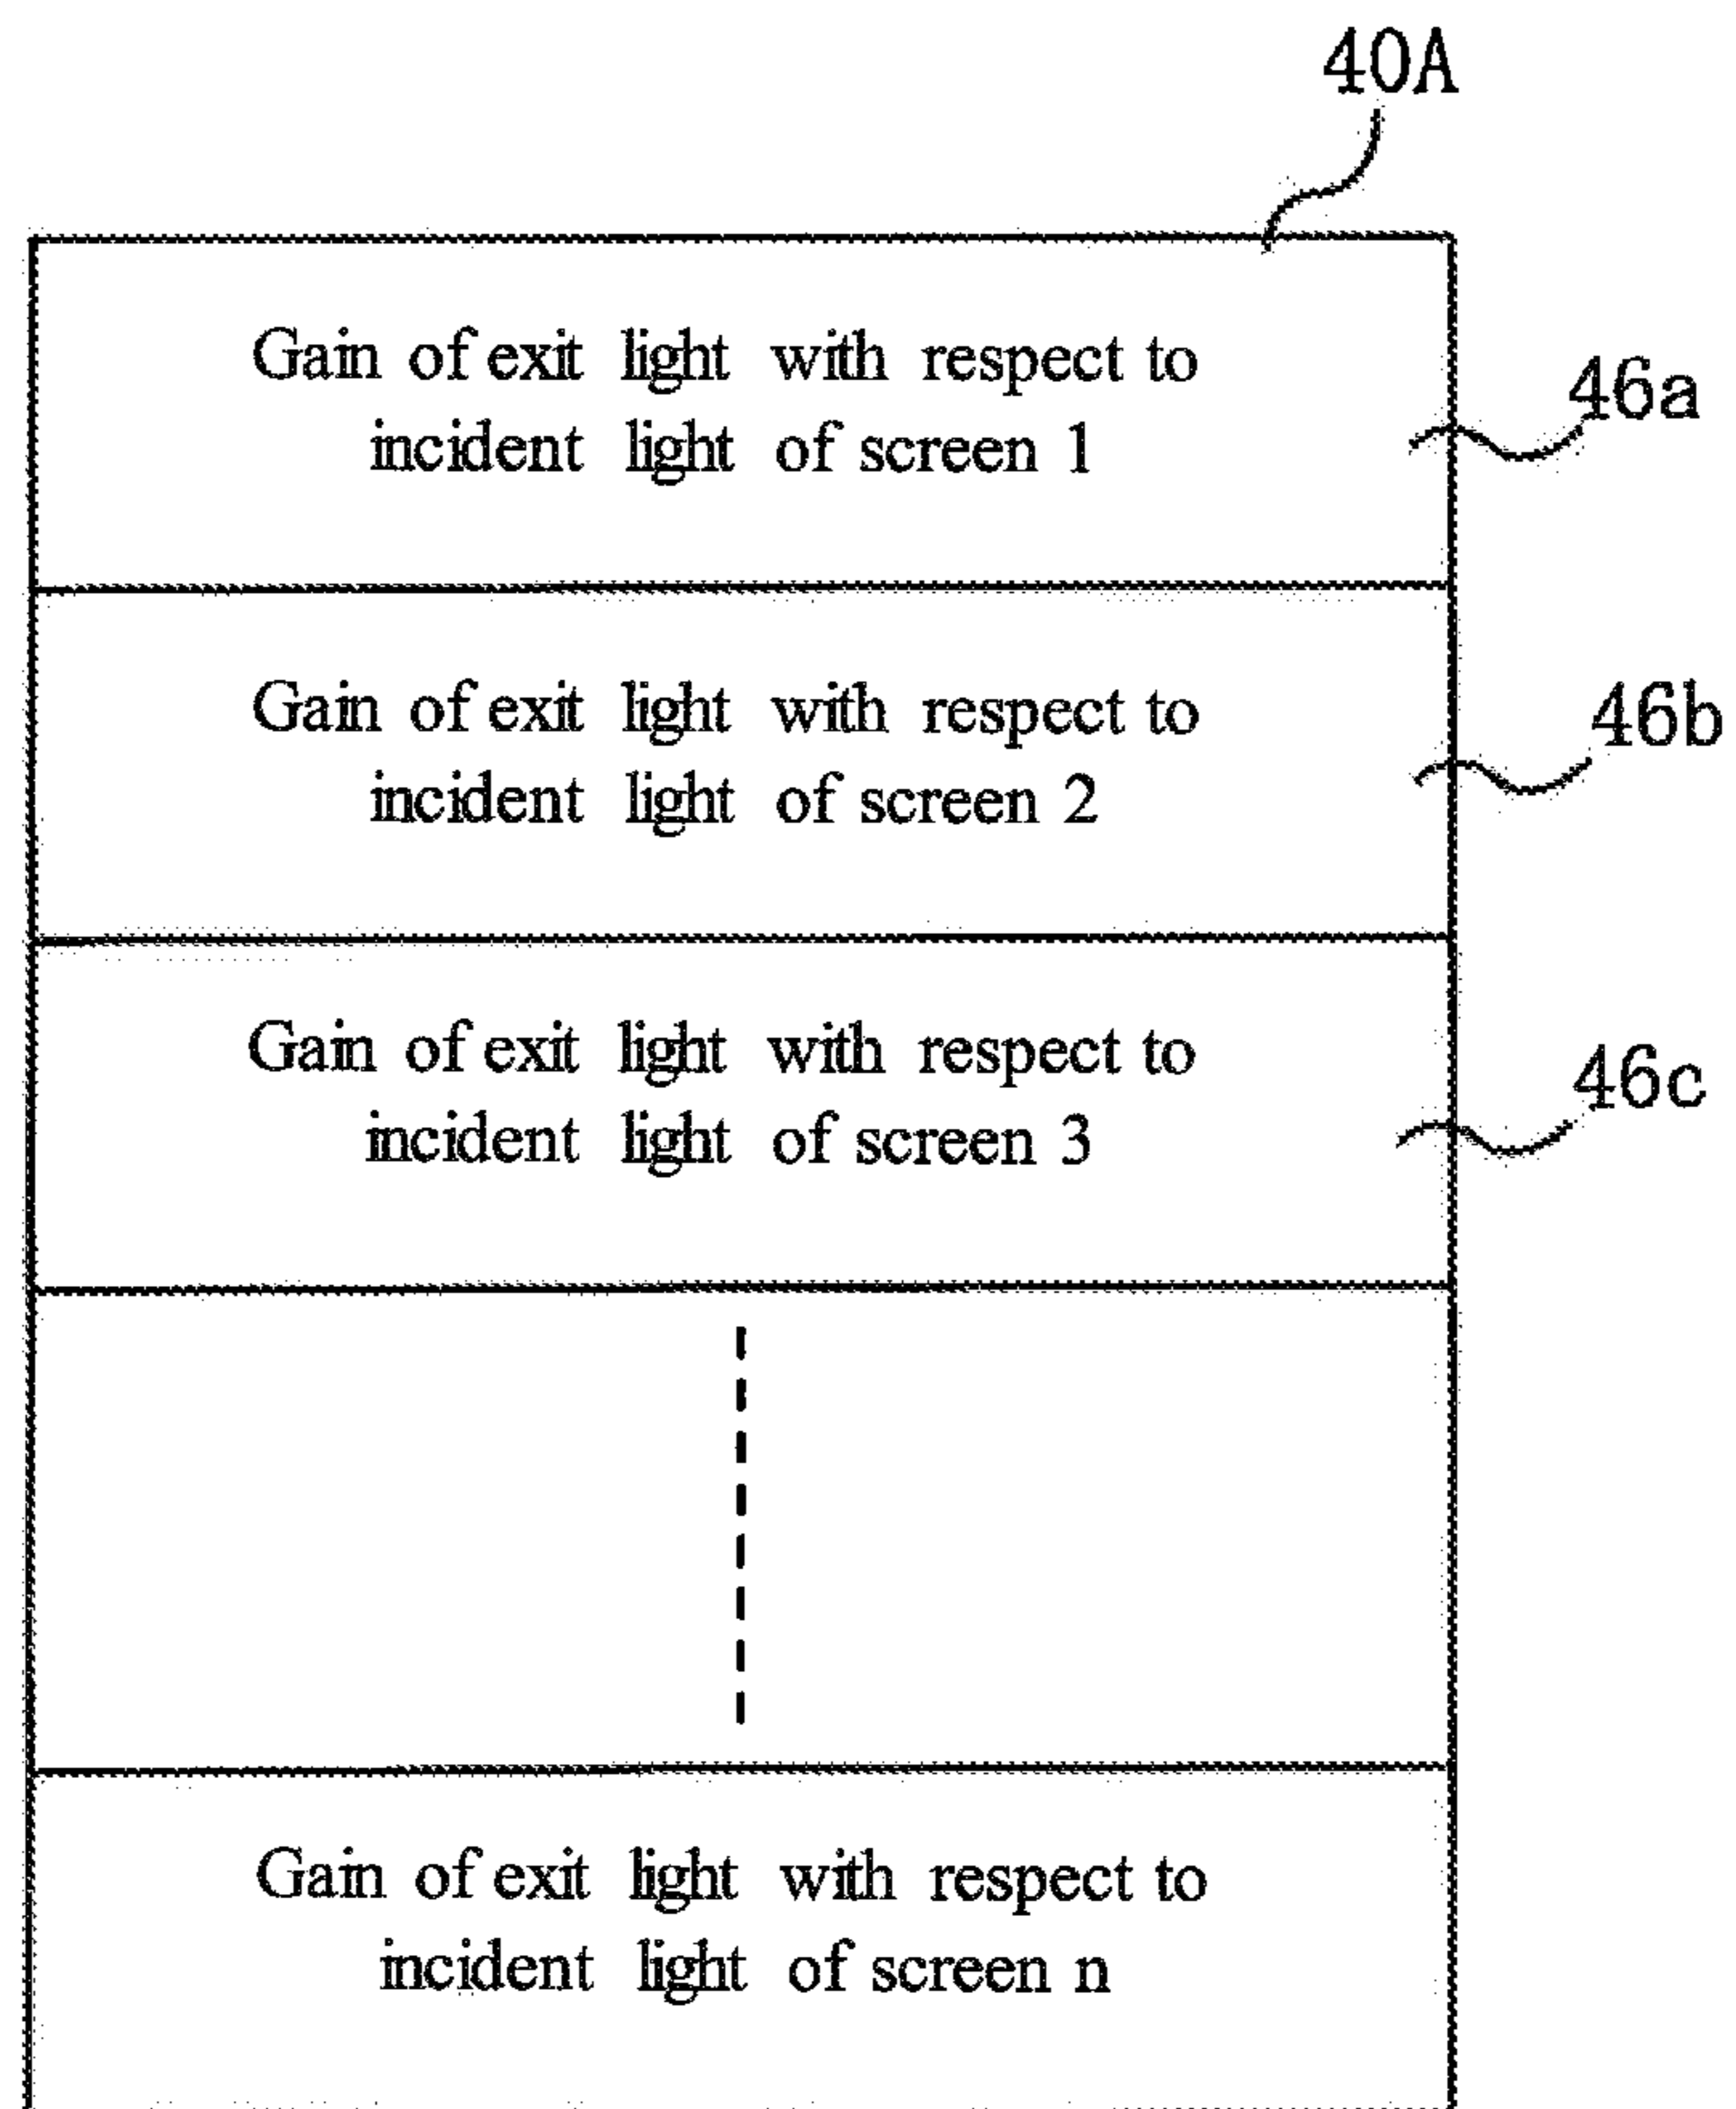 40A
Gain of exit light with respect to
incident light of screen 1
46a
Gain of exit light with respect to
incident light of screen 2
46b
Gain of exit light with respect to
incident light of screen 3
46c
Gain of exit light with respect to
incident light of screen n